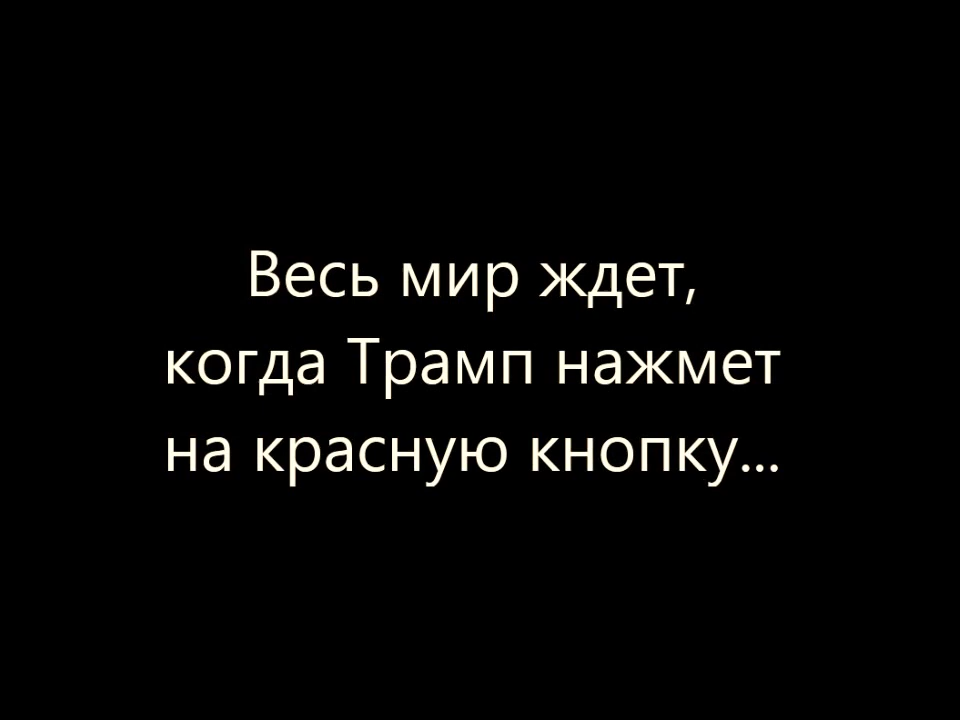 Весь мир ждет,
когда Трамп нажмет
на красную кнопку...